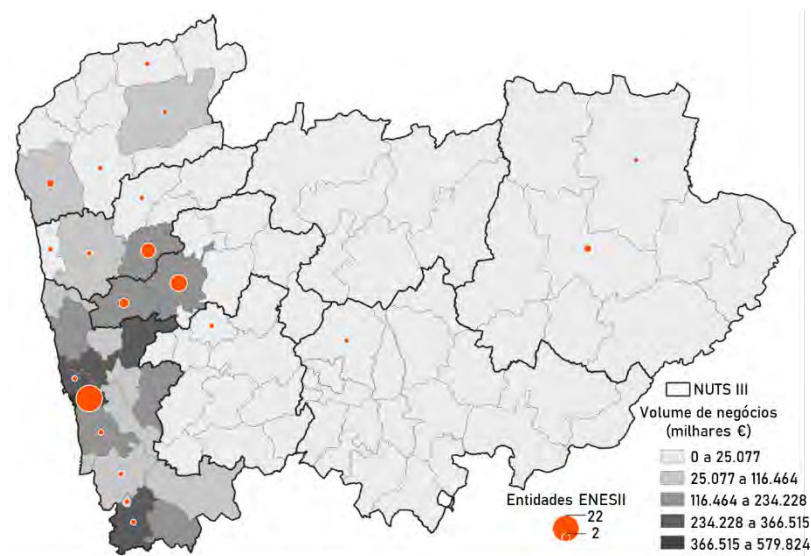 NUTS III
Volume de negócios
(milhares €)
0 a 25.077
25.077 a 116.464
116.464 a 234.228
234.228 a 366.515
366.515 a 579.824
Entidades ENESII
22
2